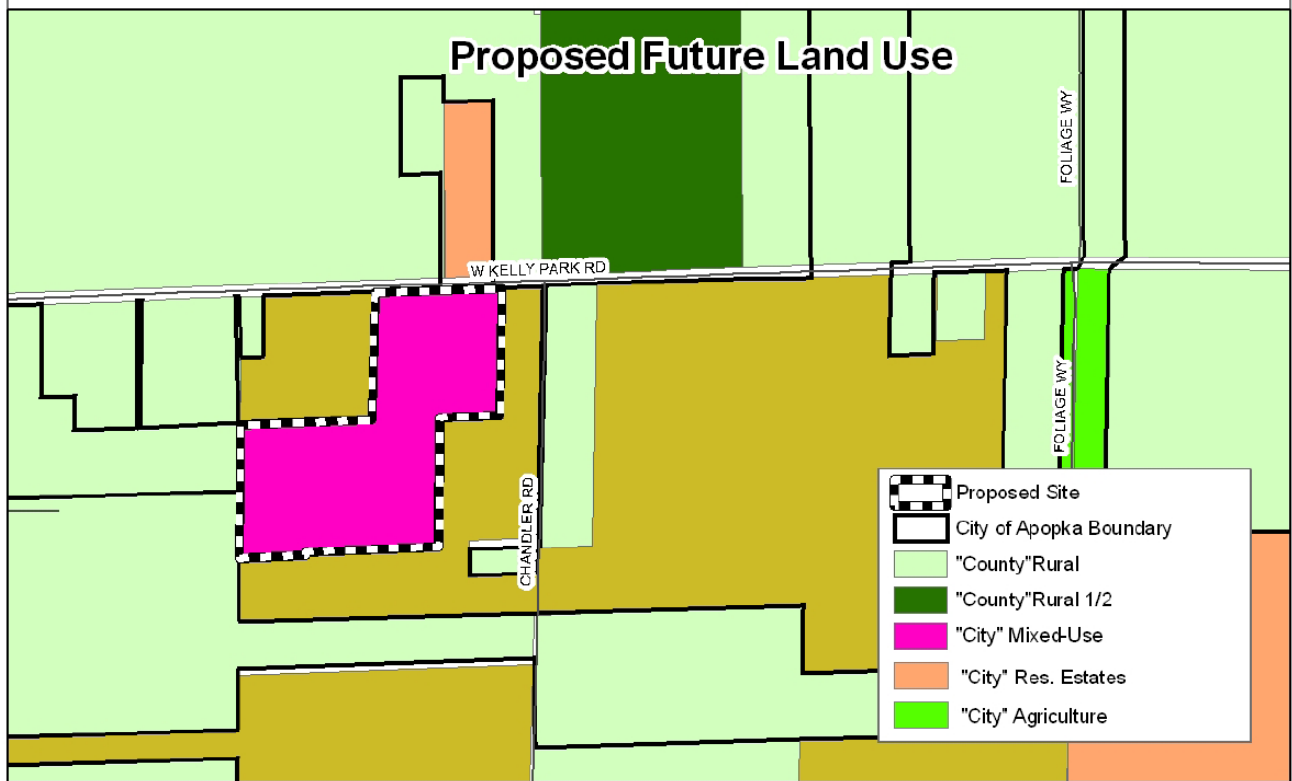 Proposed Future Land Use
FOLIAGE WY
W KELLY PARK RD
FOLIAGE WY
CHANDLER RD
Proposed Site
City of Apopka Boundary
"County"Rural
"County"Rural 1/2
"City" Mixed-Use
"City" Res. Estates
"City" Agriculture